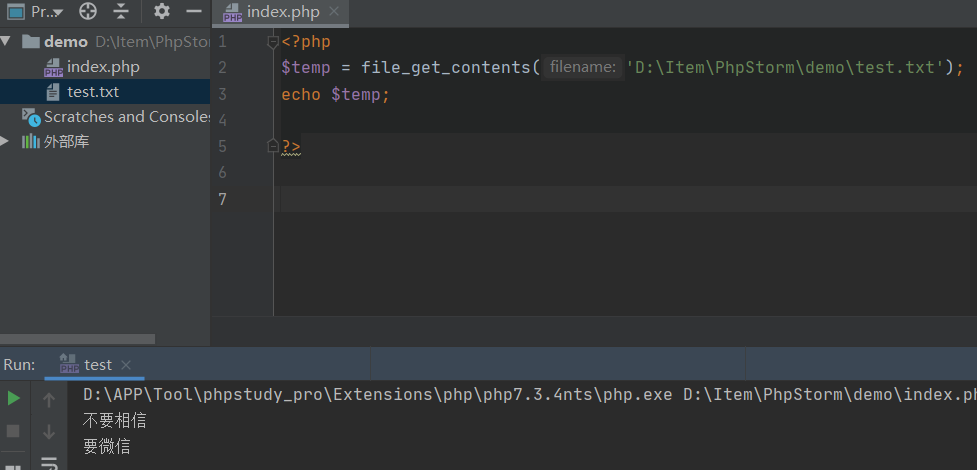 Pr...
index.php
demo D:\Item\PhpStor
index.php
test.txt
Scratches and Consoles
外部库
1 <?php
2 $temp = file_get_contents( filename: 'D:\Item\PhpStorm\demo\test.txt');
3 echo $temp;
4
5 ?>
6
7
Run: test
D:\APP\Tool\phpstudy_pro\Extensions\php\php7.3.4nts\php.exe D:\Item\PhpStorm\demo\index.ph
不要相信
要微信